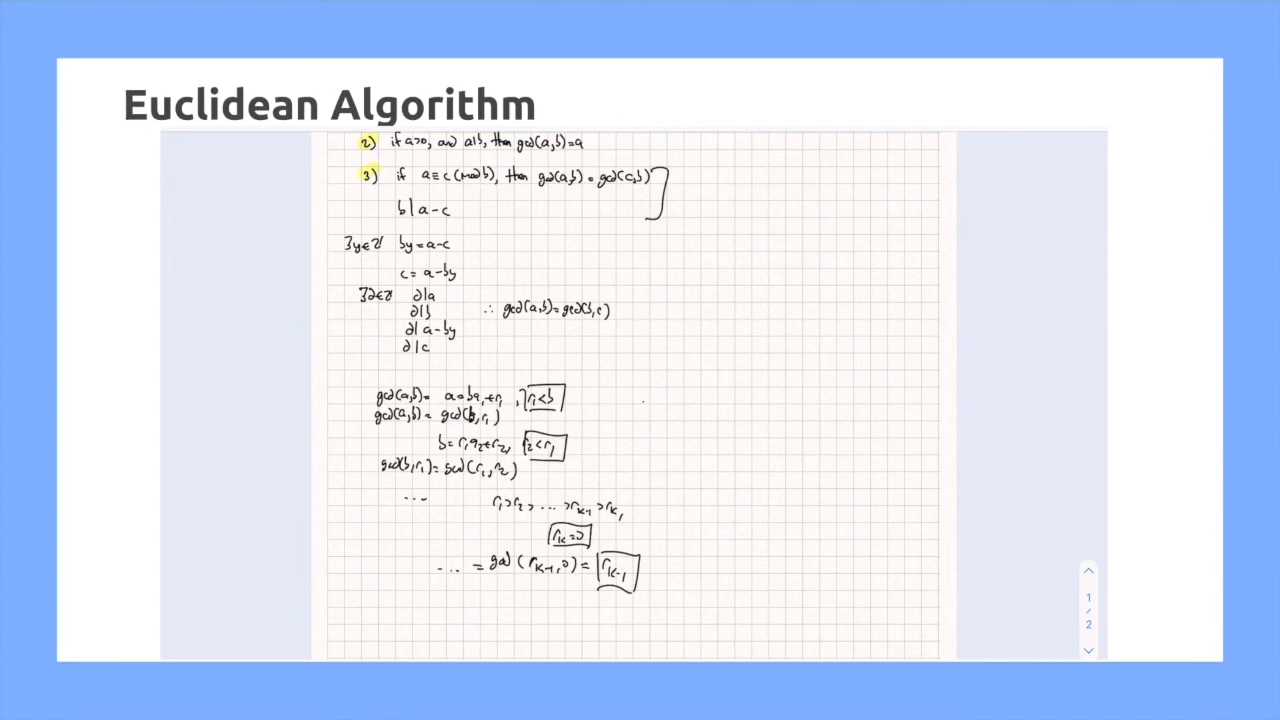 Euclidean Algorithm
2) if a>0, and a|b, then gcd(a,b)=a
3) if a≡c(mod b), then gcd(a,b)=gcd(c,b)
b|a-c
∃y∈ℤ by=a-c
c=a-by
∃∂∈ℤ ∂|a
∂|b
∴ gcd(a,b)=gcd(b,c)
∂|a-by
∂|c
gcd(a,b)= a=bq₁+r₁, r₁<b
gcd(a,b)=gcd(b,r₁)
b=r₁q₂+r₂, r₂<r₁
gcd(b,r₁)=gcd(r₁,r₂)
... r₁>r₂>...>rₖ₋₁>rₖ,
rₖ=0
... =gcd(rₖ₋₁,0)=rₖ₋₁
1
/
2